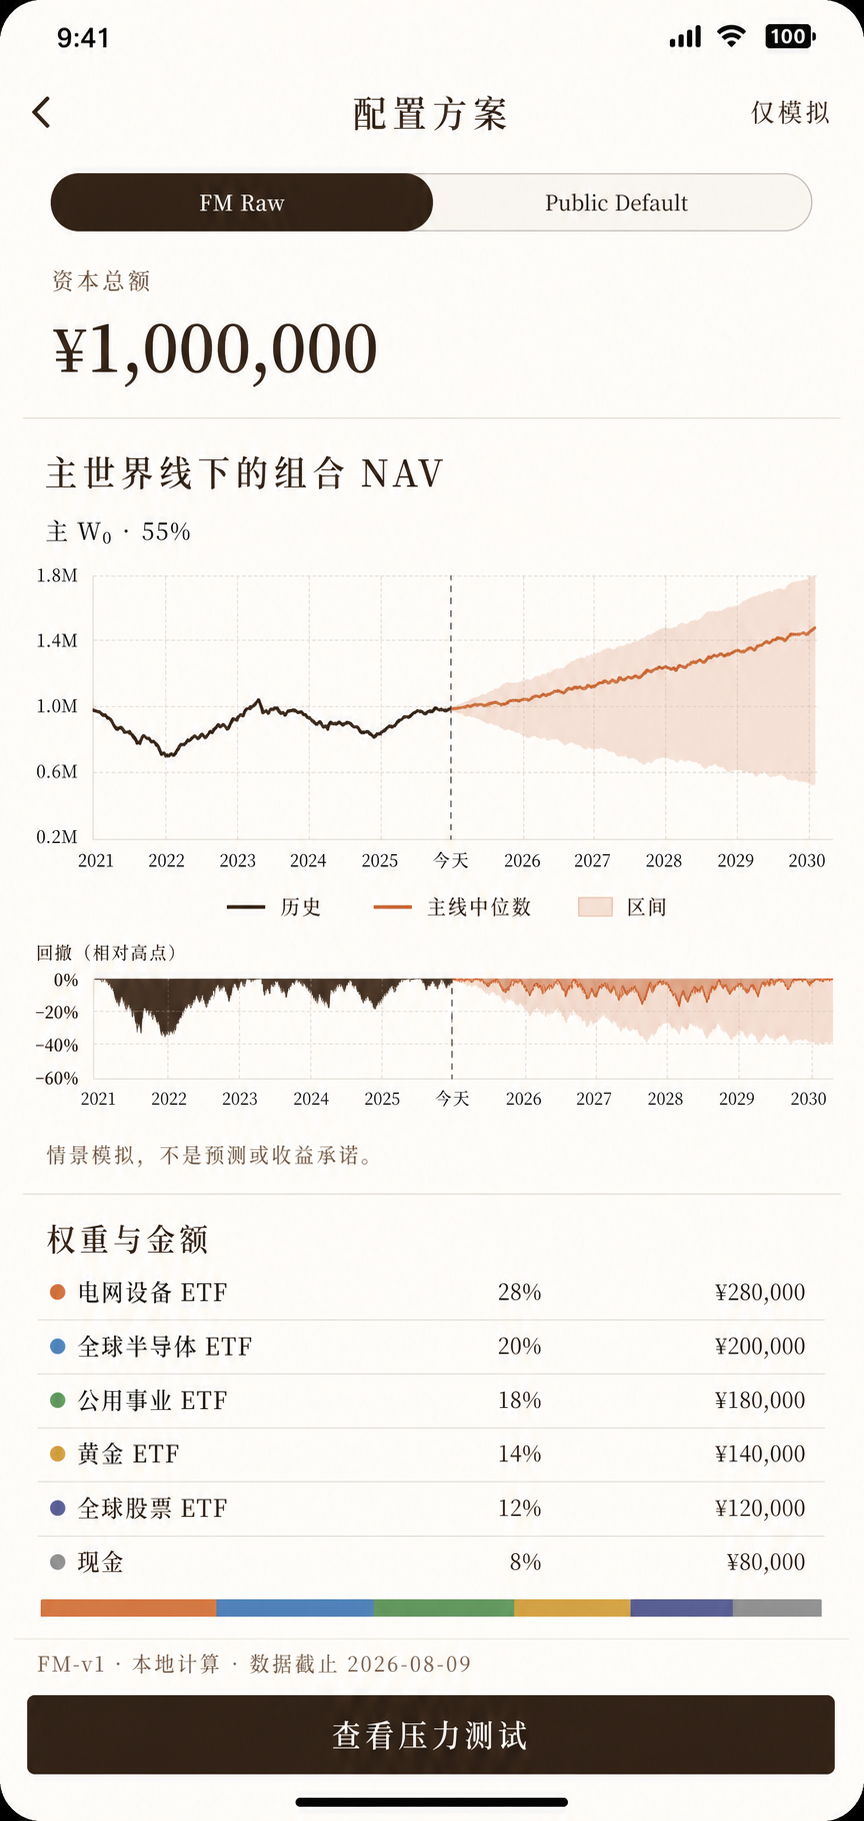 9:41
100
配置方案
仅模拟
FM Raw
Public Default
资本总额
¥1,000,000
主世界线下的组合 NAV
主 W₀ · 55%
1.8M
1.4M
1.0M
0.6M
0.2M
2021 2022 2023 2024 2025 今天 2026 2027 2028 2029 2030
历史 主线中位数 区间
回撤（相对高点）
0%
−20%
−40%
−60%
2021 2022 2023 2024 2025 今天 2026 2027 2028 2029 2030
情景模拟，不是预测或收益承诺。
权重与金额
电网设备 ETF 28% ¥280,000
全球半导体 ETF 20% ¥200,000
公用事业 ETF 18% ¥180,000
黄金 ETF 14% ¥140,000
全球股票 ETF 12% ¥120,000
现金 8% ¥80,000
FM-v1 · 本地计算 · 数据截止 2026-08-09
查看压力测试